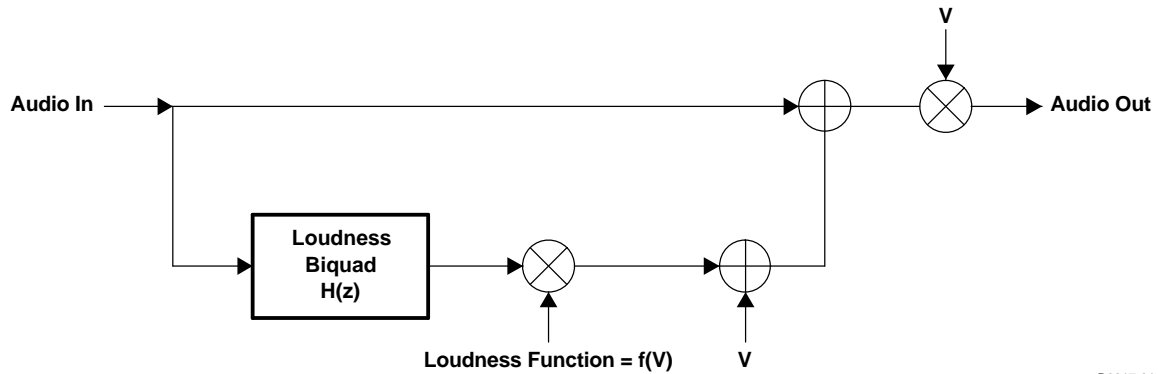 V
Audio In
Audio Out
Loudness
Biquad
H(z)
Loudness Function = f(V)
V